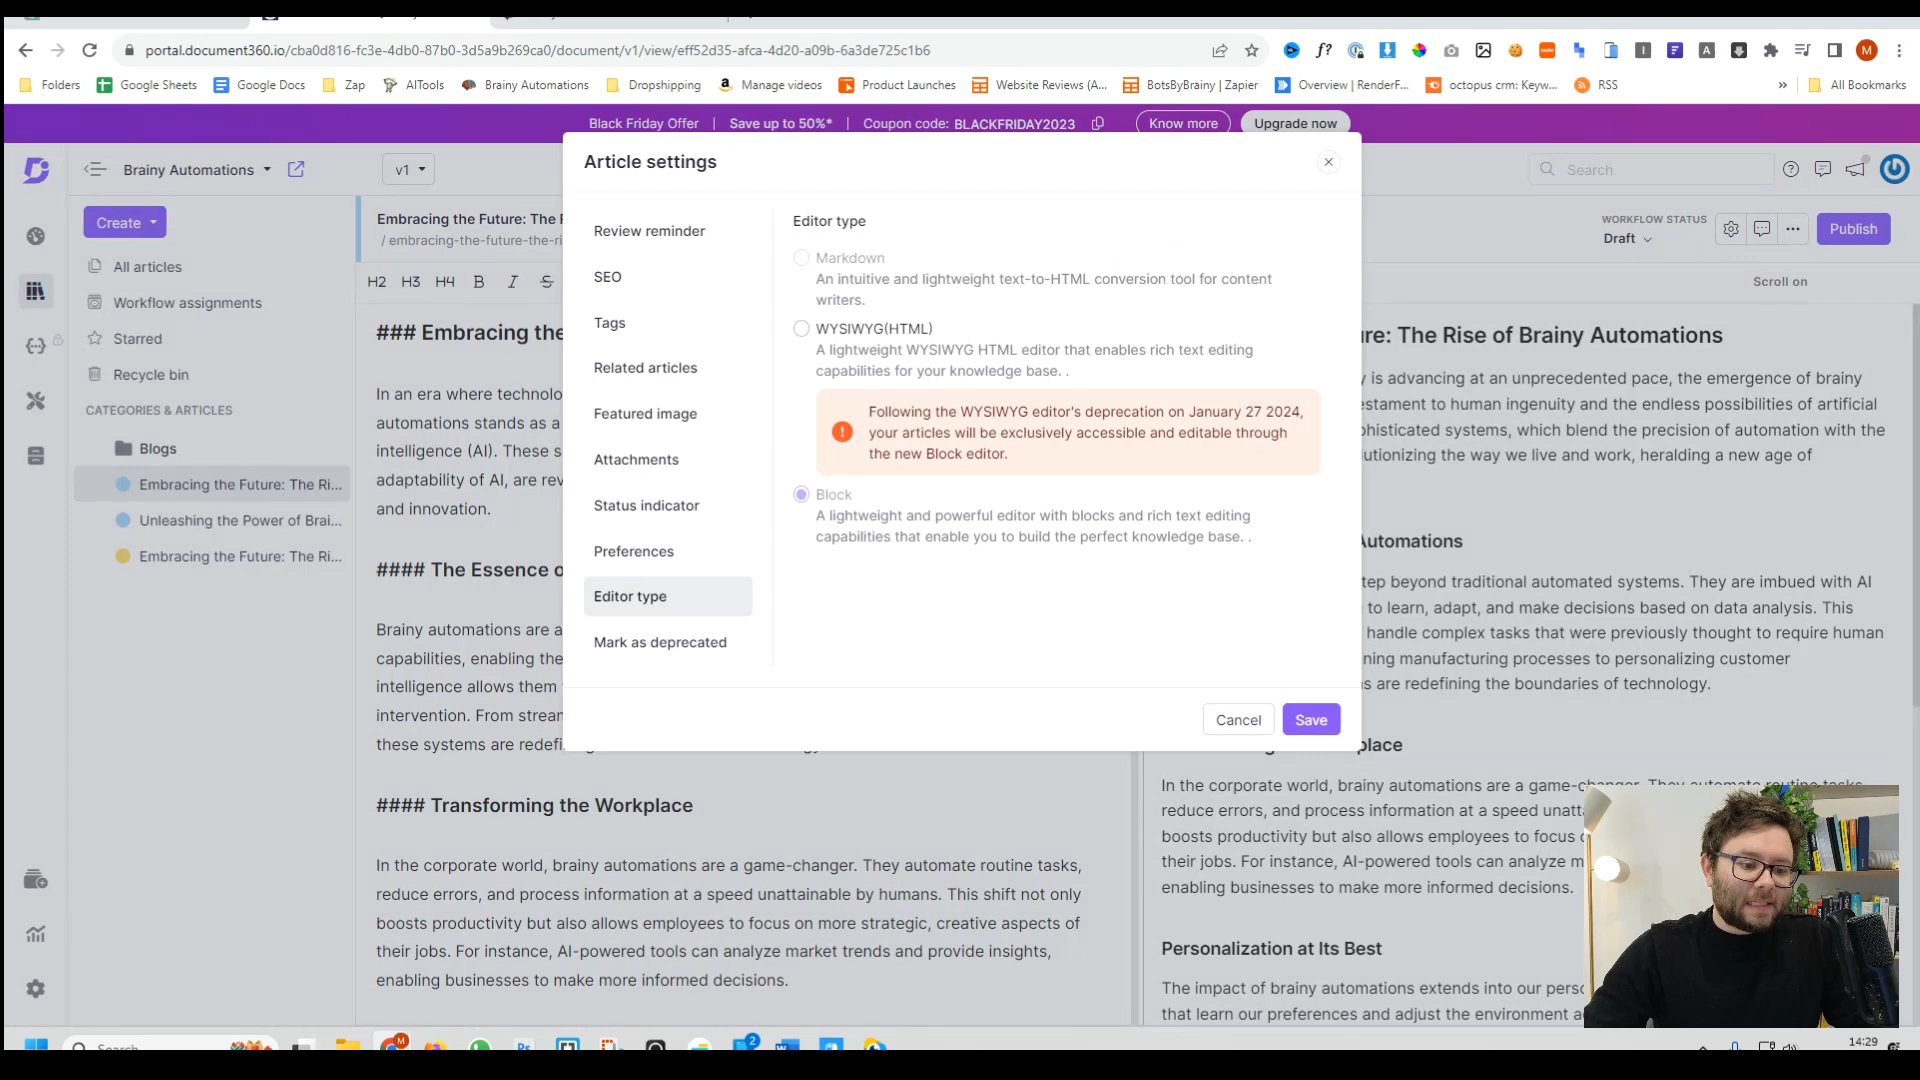 portal.document360.io/cba0d816-fc3e-4db0-87b0-3d5a9b269ca0/document/v1/view/eff52d35-afca-4d20-a09b-6a3de725c1b6
Folders Google Sheets Google Docs Zap AITools Brainy Automations Dropshipping Manage videos Product Launches Website Reviews (A... BotsByBrainy | Zapier Overview | RenderF... octopus crm: Keyw... RSS » All Bookmarks
Black Friday Offer | Save up to 50%* | Coupon code: BLACKFRIDAY2023 Know more Upgrade now
Brainy Automations v1
Search
Create
All articles
Workflow assignments
Starred
Recycle bin
CATEGORIES & ARTICLES
Blogs
Embracing the Future: The Ri...
Unleashing the Power of Brai...
Embracing the Future: The Ri...
Embracing the Future: The
/ embracing-the-future-the-ri
WORKFLOW STATUS
Draft
Publish
H2 H3 H4 B I S
Scroll on
### Embracing the
In an era where technolo
automations stands as a
intelligence (AI). These s
adaptability of AI, are rev
and innovation.
#### The Essence o
Brainy automations are a
capabilities, enabling the
intelligence allows them
intervention. From stream
these systems are redefi
#### Transforming the Workplace
In the corporate world, brainy automations are a game-changer. They automate routine tasks,
reduce errors, and process information at a speed unattainable by humans. This shift not only
boosts productivity but also allows employees to focus on more strategic, creative aspects of
their jobs. For instance, AI-powered tools can analyze market trends and provide insights,
enabling businesses to make more informed decisions.
Article settings
Review reminder
SEO
Tags
Related articles
Featured image
Attachments
Status indicator
Preferences
Editor type
Mark as deprecated
Editor type
Markdown
An intuitive and lightweight text-to-HTML conversion tool for content
writers.
WYSIWYG(HTML)
A lightweight WYSIWYG HTML editor that enables rich text editing
capabilities for your knowledge base. .
Following the WYSIWYG editor's deprecation on January 27 2024,
your articles will be exclusively accessible and editable through
the new Block editor.
Block
A lightweight and powerful editor with blocks and rich text editing
capabilities that enable you to build the perfect knowledge base. .
Cancel Save
re: The Rise of Brainy Automations
y is advancing at an unprecedented pace, the emergence of brainy
estament to human ingenuity and the endless possibilities of artificial
phisticated systems, which blend the precision of automation with the
lutionizing the way we live and work, heralding a new age of
Automations
tep beyond traditional automated systems. They are imbued with AI
to learn, adapt, and make decisions based on data analysis. This
handle complex tasks that were previously thought to require human
ning manufacturing processes to personalizing customer
s are redefining the boundaries of technology.
place
In the corporate world, brainy automations are a game-changer. They automate routine tasks,
reduce errors, and process information at a speed unatta
boosts productivity but also allows employees to focus
their jobs. For instance, AI-powered tools can analyze m
enabling businesses to make more informed decisions.
Personalization at Its Best
The impact of brainy automations extends into our perso
that learn our preferences and adjust the environment a
Search
M
2
14:29